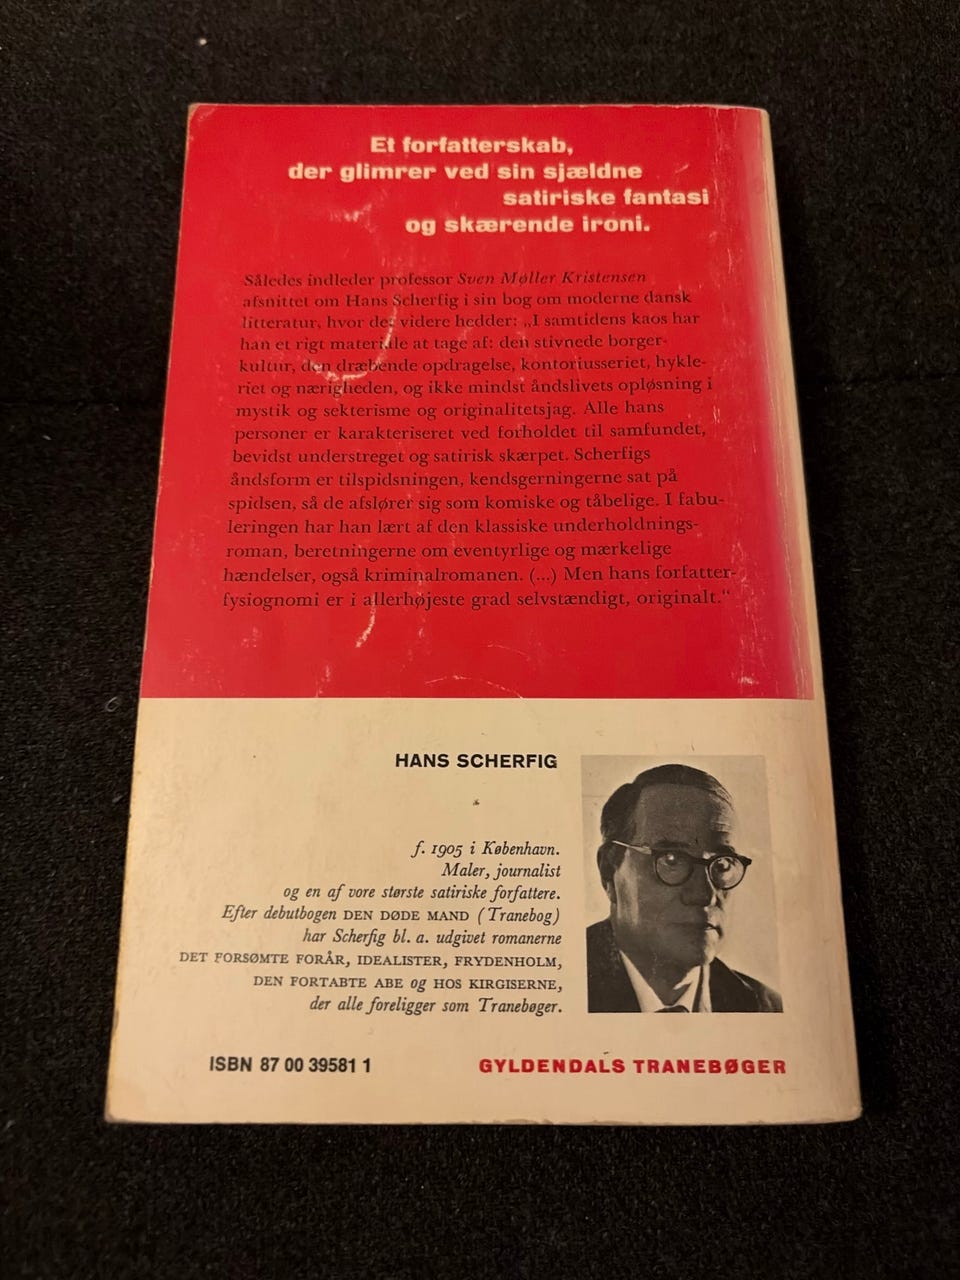 Et forfatterskab,
der glimrer ved sin sjældne
satiriske fantasi
og skærende ironi.
Således indleder professor Sven Møller Kristensen
afsnittet om Hans Scherfig i sin bog om moderne dansk
litteratur, hvor det videre hedder: „I samtidens kaos har
han et rigt materiale at tage af: den stivnede borger-
kultur, den dræbende opdragelse, kontoriusseriet, hykle-
riet og nærigheden, og ikke mindst åndslivets opløsning i
mystik og sekterisme og originalitetsjag. Alle hans
personer er karakteriseret ved forholdet til samfundet,
bevidst understreget og satirisk skærpet. Scherfigs
åndsform er tilspidsningen, kendsgerningerne sat på
spidsen, så de afslører sig som komiske og tåbelige. I fabu-
leringen har han lært af den klassiske underholdnings-
roman, beretningerne om eventyrlige og mærkelige
hændelser, også kriminalromanen. (...) Men hans forfatter-
fysiognomi er i allerhøjeste grad selvstændigt, originalt.“
HANS SCHERFIG
f. 1905 i København.
Maler, journalist
og en af vore største satiriske forfattere.
Efter debutbogen DEN DØDE MAND (Tranebog)
har Scherfig bl. a. udgivet romanerne
DET FORSØMTE FORÅR, IDEALISTER, FRYDENHOLM,
DEN FORTABTE ABE og HOS KIRGISERNE,
der alle foreligger som Tranebøger.
ISBN 87 00 39581 1
GYLDENDALS TRANEBØGER